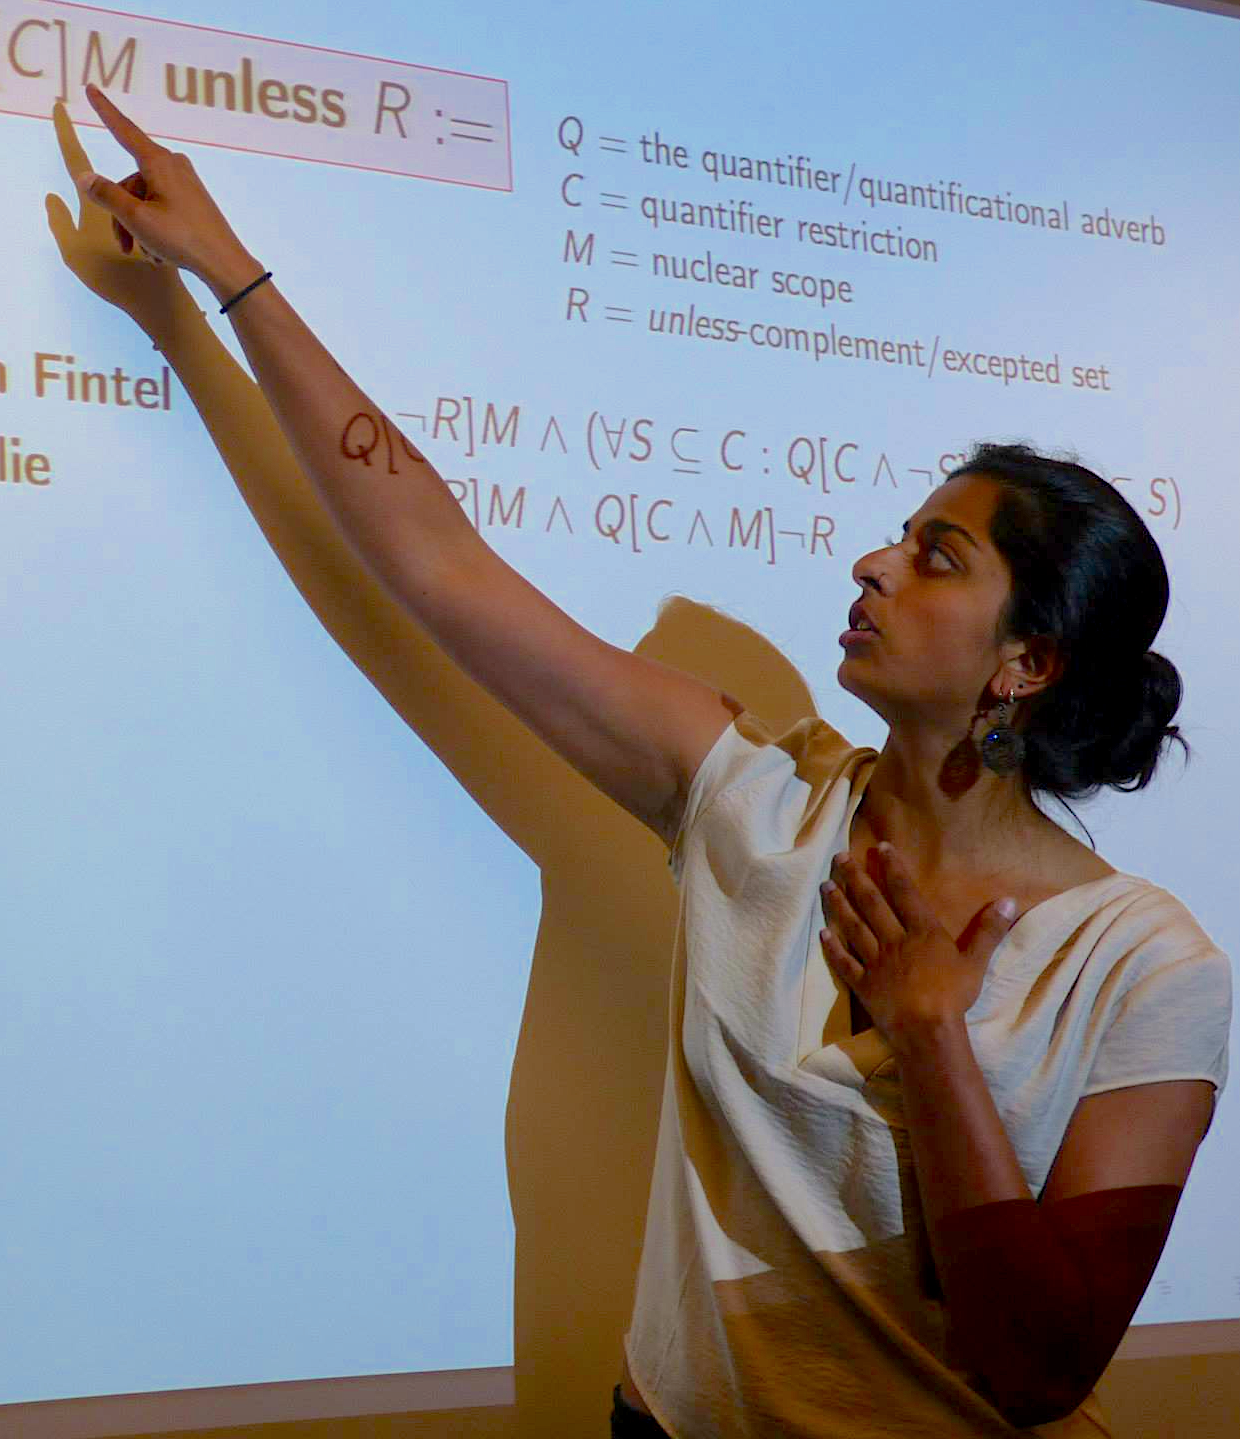 C]M unless R :=
Q = the quantifier/quantificational adverb
C = quantifier restriction
M = nuclear scope
R = unless-complement/excepted set
Fintel
Q[ ¬R]M ∧ (∀S ⊆ C : Q[C ∧ ¬S] S)
lie
R]M ∧ Q[C ∧ M]¬R